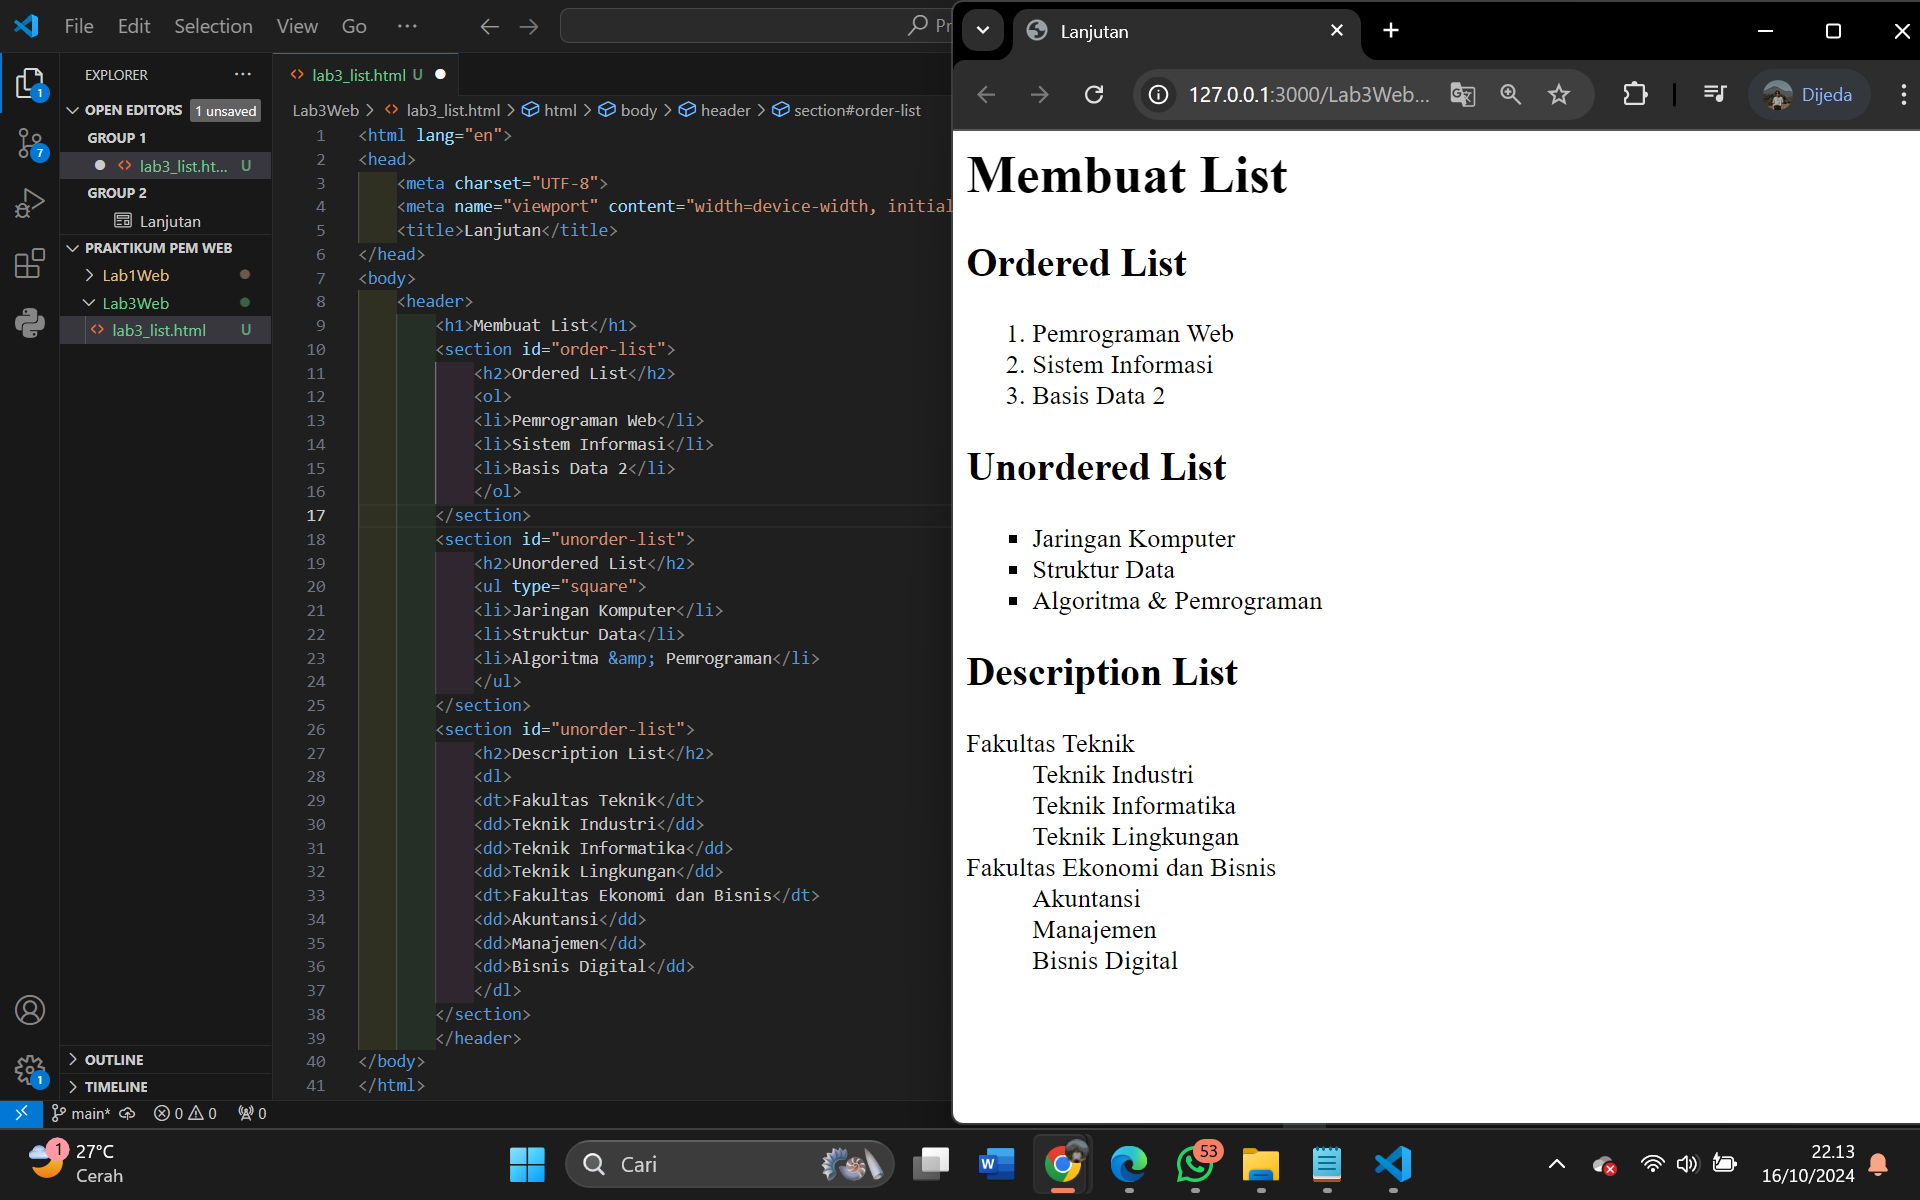 File Edit Selection View Go ···
Pr
EXPLORER ···
OPEN EDITORS 1 unsaved
GROUP 1
lab3_list.ht... U
GROUP 2
Lanjutan
PRAKTIKUM PEM WEB
Lab1Web
Lab3Web
lab3_list.html U
OUTLINE
TIMELINE
1
7
1
lab3_list.html U
Lab3Web > lab3_list.html > html > body > header > section#order-list
1 <html lang="en">
2 <head>
3 <meta charset="UTF-8">
4 <meta name="viewport" content="width=device-width, initial
5 <title>Lanjutan</title>
6 </head>
7 <body>
8 <header>
9 <h1>Membuat List</h1>
10 <section id="order-list">
11 <h2>Ordered List</h2>
12 <ol>
13 <li>Pemrograman Web</li>
14 <li>Sistem Informasi</li>
15 <li>Basis Data 2</li>
16 </ol>
17 </section>
18 <section id="unorder-list">
19 <h2>Unordered List</h2>
20 <ul type="square">
21 <li>Jaringan Komputer</li>
22 <li>Struktur Data</li>
23 <li>Algoritma &amp; Pemrograman</li>
24 </ul>
25 </section>
26 <section id="unorder-list">
27 <h2>Description List</h2>
28 <dl>
29 <dt>Fakultas Teknik</dt>
30 <dd>Teknik Industri</dd>
31 <dd>Teknik Informatika</dd>
32 <dd>Teknik Lingkungan</dd>
33 <dt>Fakultas Ekonomi dan Bisnis</dt>
34 <dd>Akuntansi</dd>
35 <dd>Manajemen</dd>
36 <dd>Bisnis Digital</dd>
37 </dl>
38 </section>
39 </header>
40 </body>
41 </html>
main* 0 0 0
Lanjutan
127.0.0.1:3000/Lab3Web... Dijeda
Membuat List
Ordered List
1. Pemrograman Web
2. Sistem Informasi
3. Basis Data 2
Unordered List
Jaringan Komputer
Struktur Data
Algoritma & Pemrograman
Description List
Fakultas Teknik
Teknik Industri
Teknik Informatika
Teknik Lingkungan
Fakultas Ekonomi dan Bisnis
Akuntansi
Manajemen
Bisnis Digital
1
27°C
Cerah
Cari
W
53
22.13
16/10/2024